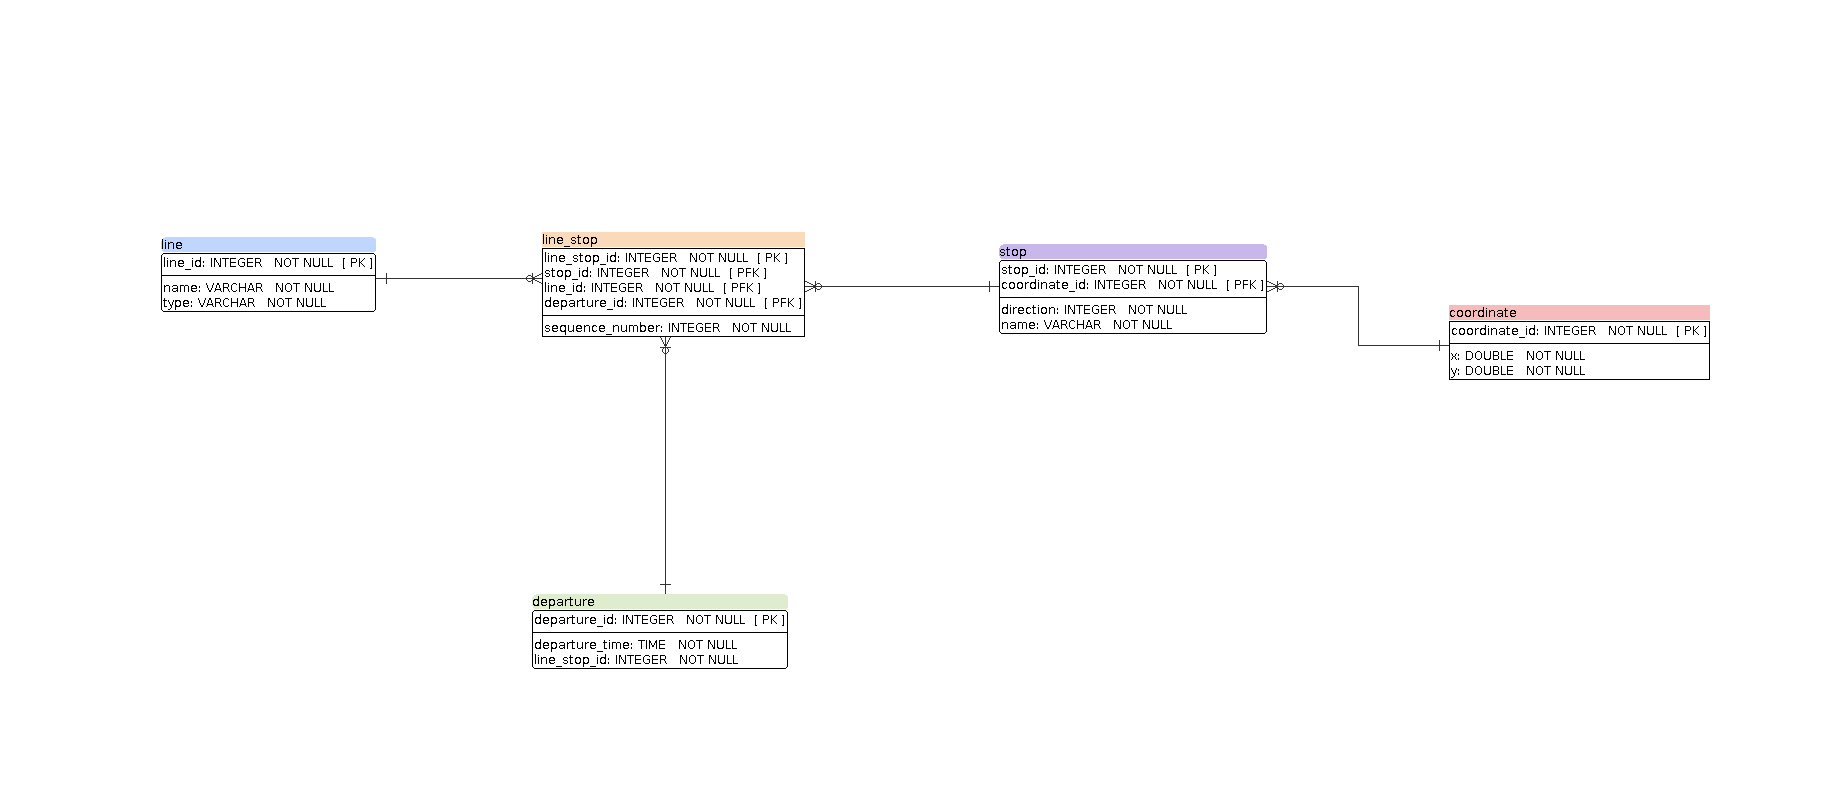 line
line_id: INTEGER NOT NULL [ PK ]
name: VARCHAR NOT NULL
type: VARCHAR NOT NULL
line_stop
line_stop_id: INTEGER NOT NULL [ PK ]
stop_id: INTEGER NOT NULL [ PFK ]
line_id: INTEGER NOT NULL [ PFK ]
departure_id: INTEGER NOT NULL [ PFK ]
sequence_number: INTEGER NOT NULL
stop
stop_id: INTEGER NOT NULL [ PK ]
coordinate_id: INTEGER NOT NULL [ PFK ]
direction: INTEGER NOT NULL
name: VARCHAR NOT NULL
coordinate
coordinate_id: INTEGER NOT NULL [ PK ]
x: DOUBLE NOT NULL
y: DOUBLE NOT NULL
departure
departure_id: INTEGER NOT NULL [ PK ]
departure_time: TIME NOT NULL
line_stop_id: INTEGER NOT NULL